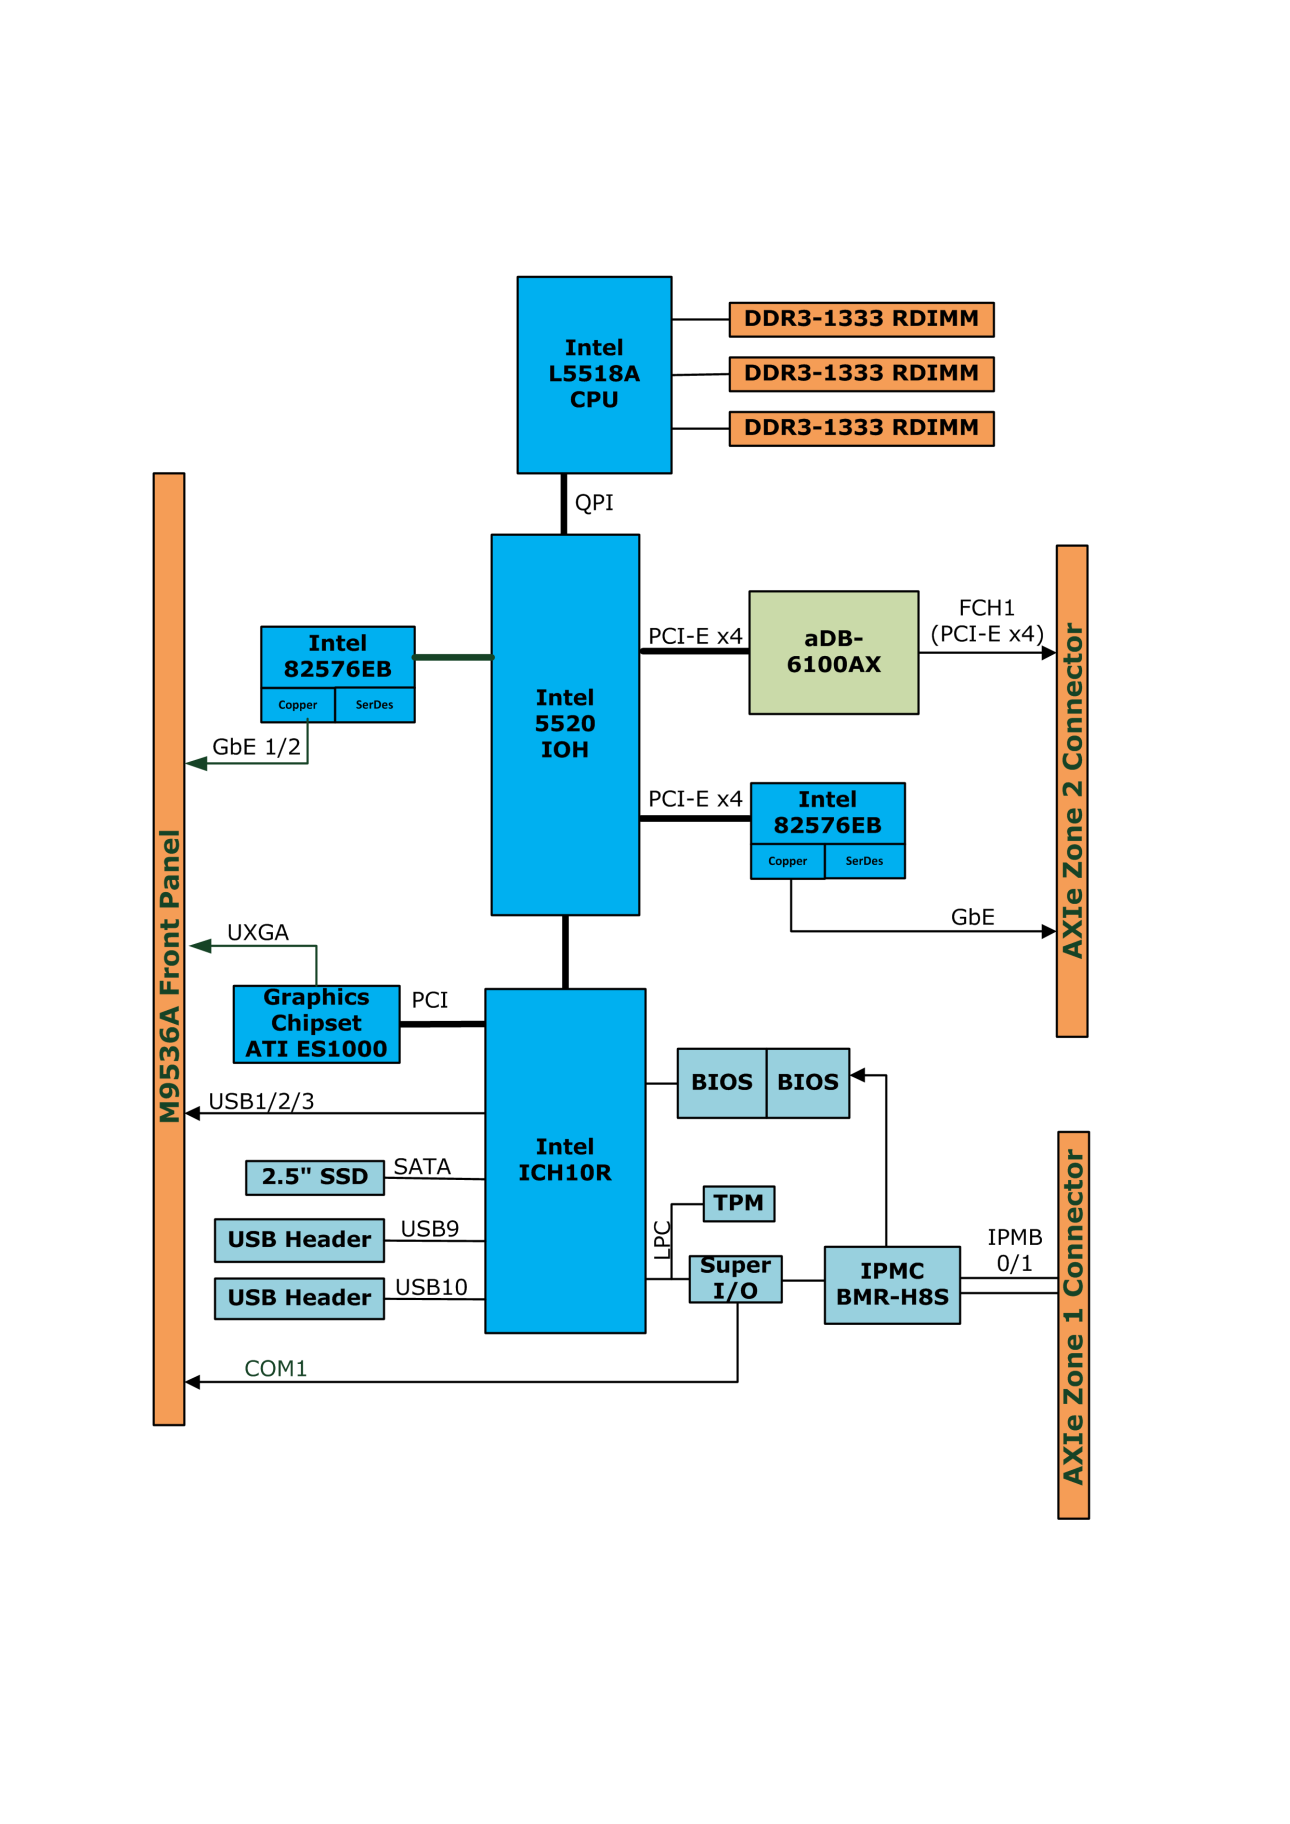 Intel
L5518A
CPU
DDR3-1333 RDIMM
DDR3-1333 RDIMM
DDR3-1333 RDIMM
QPI
Intel
82576EB
Copper
SerDes
GbE 1/2
Intel
5520
IOH
PCI-E x4
aDB-
6100AX
FCH1
(PCI-E x4)
PCI-E x4
Intel
82576EB
Copper
SerDes
GbE
AXIe Zone 2 Connector
M9536A Front Panel
UXGA
Graphics
Chipset
ATI ES1000
PCI
USB1/2/3
2.5" SSD
SATA
USB Header
USB9
USB Header
USB10
COM1
Intel
ICH10R
BIOS
BIOS
TPM
LPC
Super
I/O
IPMC
BMR-H8S
IPMB
0/1
AXIe Zone 1 Connector